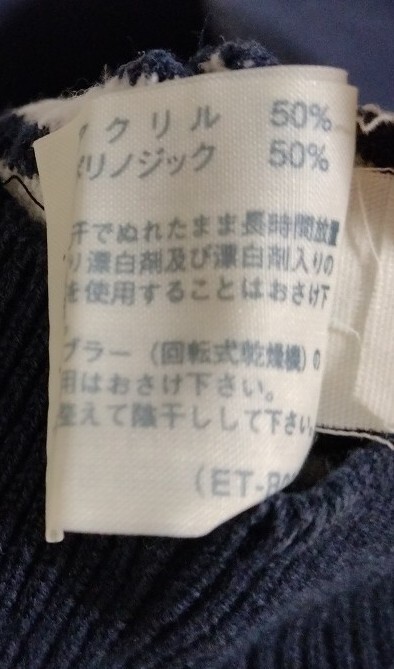 クリル 50%
リノジック 50%
汗でぬれたまま長時間放置
り漂白剤及び漂白剤入りの
を使用することはおさけ下
ブラー(回転式乾燥機)の
用はおさけ下さい。
整えて陰干しして下さい。
(ET-